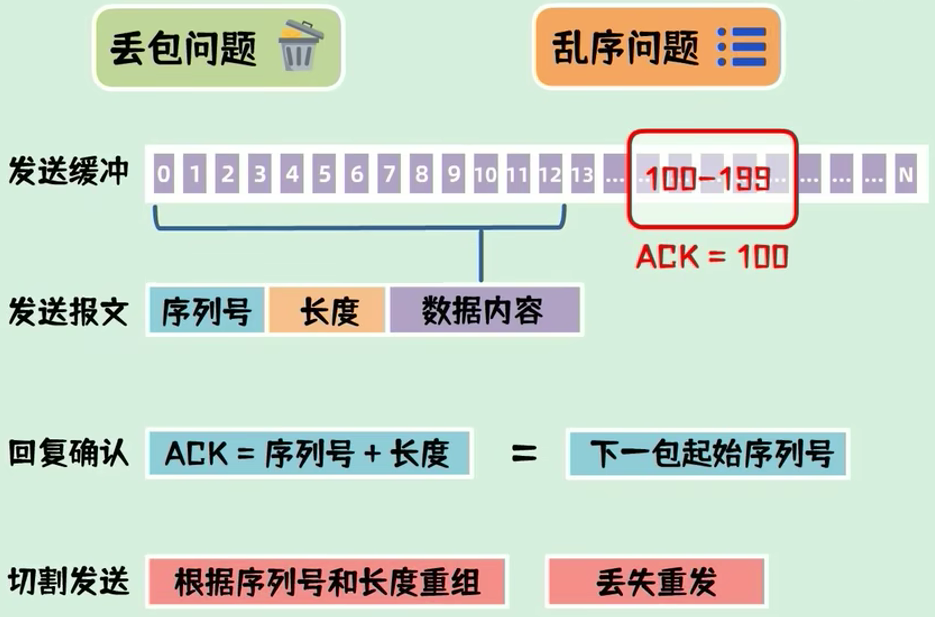 丢包问题
乱序问题
发送缓冲 0 1 2 3 4 5 6 7 8 9 10 11 12 13 ... 100-199 ... ... ... N
ACK = 100
发送报文 序列号 长度 数据内容
回复确认 ACK = 序列号 + 长度 = 下一包起始序列号
切割发送 根据序列号和长度重组 丢失重发